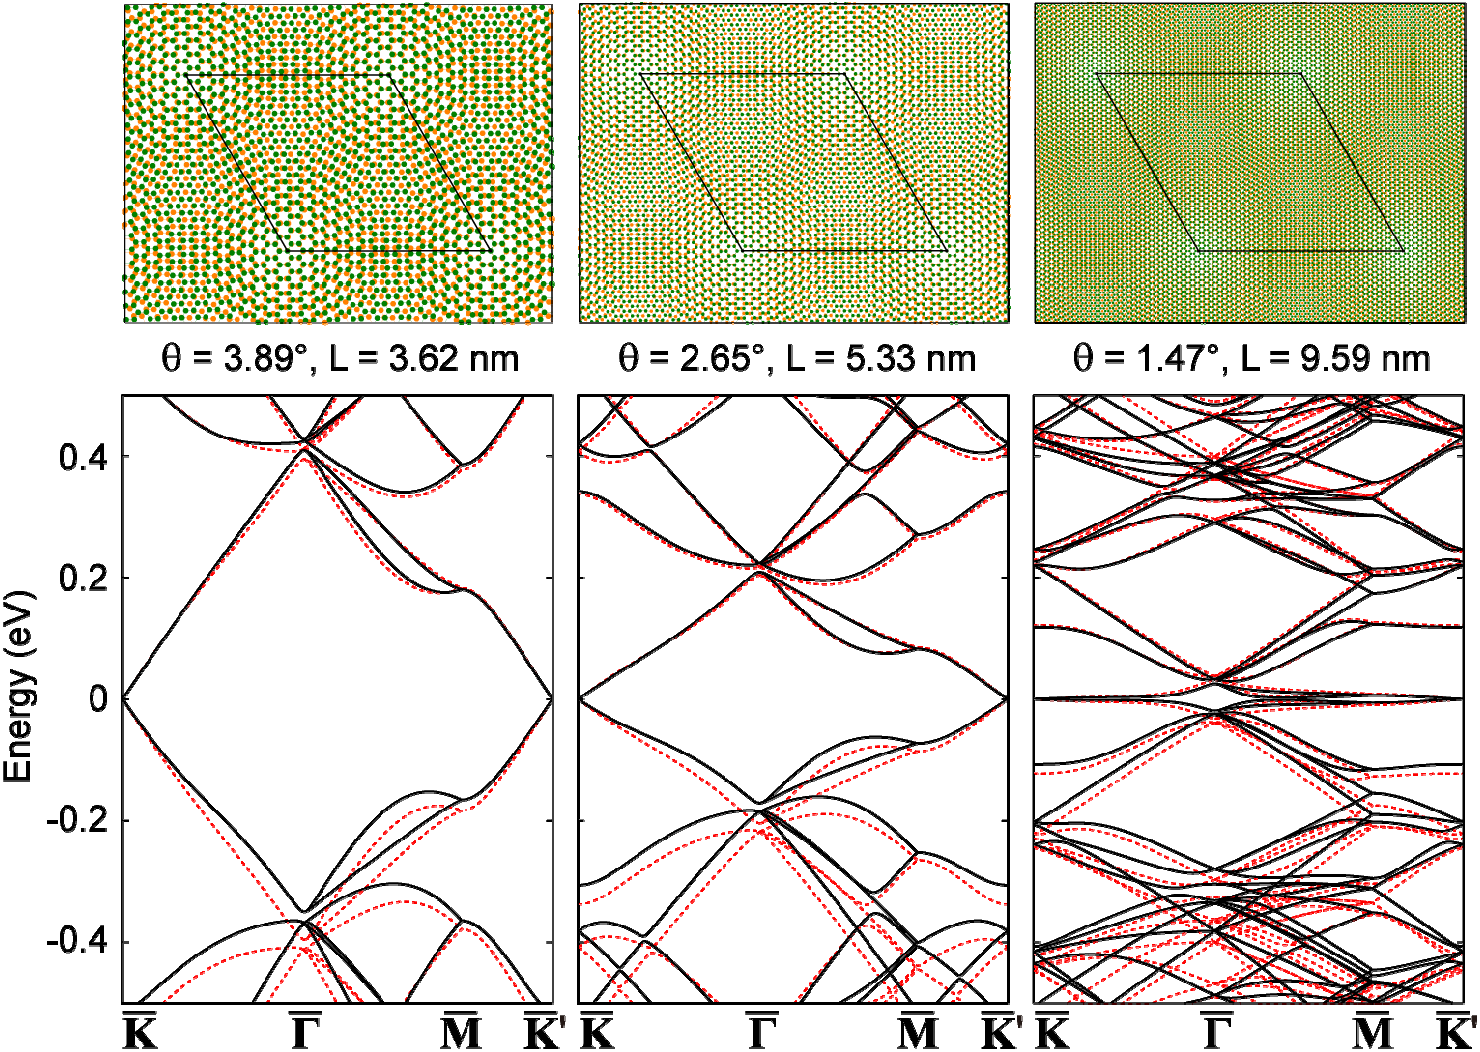 θ = 3.89°, L = 3.62 nm
θ = 2.65°, L = 5.33 nm
θ = 1.47°, L = 9.59 nm
Energy (eV)
0.4
0.2
0
-0.2
-0.4
K̅ Γ̅ M̅ K̅'
K̅ Γ̅ M̅ K̅'
K̅ Γ̅ M̅ K̅'